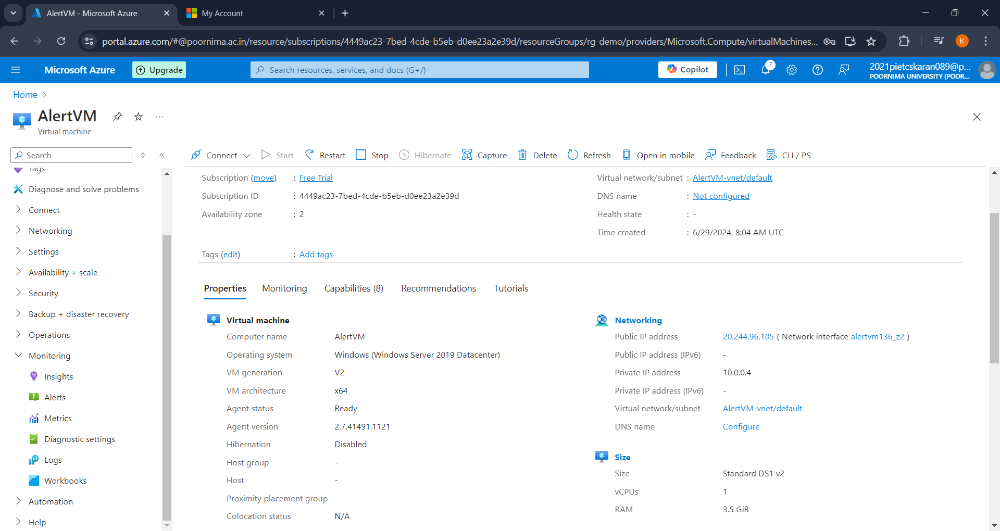 AlertVM - Microsoft Azure
My Account
portal.azure.com/#@poornima.ac.in/resource/subscriptions/4449ac23-7bed-4cde-b5eb-d0ee23a2e39d/resourceGroups/rg-demo/providers/Microsoft.Compute/virtualMachines...
K
Microsoft Azure
Upgrade
Search resources, services, and docs (G+/)
Copilot
7
2021pietcskaran089@p...
POORNIMA UNIVERSITY (POOR...
Home
AlertVM
Virtual machine
Search
Connect
Start
Restart
Stop
Hibernate
Capture
Delete
Refresh
Open in mobile
Feedback
CLI / PS
Tags
Diagnose and solve problems
Connect
Networking
Settings
Availability + scale
Security
Backup + disaster recovery
Operations
Monitoring
Insights
Alerts
Metrics
Diagnostic settings
Logs
Workbooks
Automation
Help
Subscription (move) : Free Trial
Subscription ID : 4449ac23-7bed-4cde-b5eb-d0ee23a2e39d
Availability zone : 2
Virtual network/subnet : AlertVM-vnet/default
DNS name : Not configured
Health state : -
Time created : 6/29/2024, 8:04 AM UTC
Tags (edit) : Add tags
Properties
Monitoring
Capabilities (8)
Recommendations
Tutorials
Virtual machine
Computer name AlertVM
Operating system Windows (Windows Server 2019 Datacenter)
VM generation V2
VM architecture x64
Agent status Ready
Agent version 2.7.41491.1121
Hibernation Disabled
Host group -
Host -
Proximity placement group -
Colocation status N/A
Networking
Public IP address 20.244.96.105 ( Network interface alertvm136_z2 )
Public IP address (IPv6) -
Private IP address 10.0.0.4
Private IP address (IPv6) -
Virtual network/subnet AlertVM-vnet/default
DNS name Configure
Size
Size Standard DS1 v2
vCPUs 1
RAM 3.5 GiB